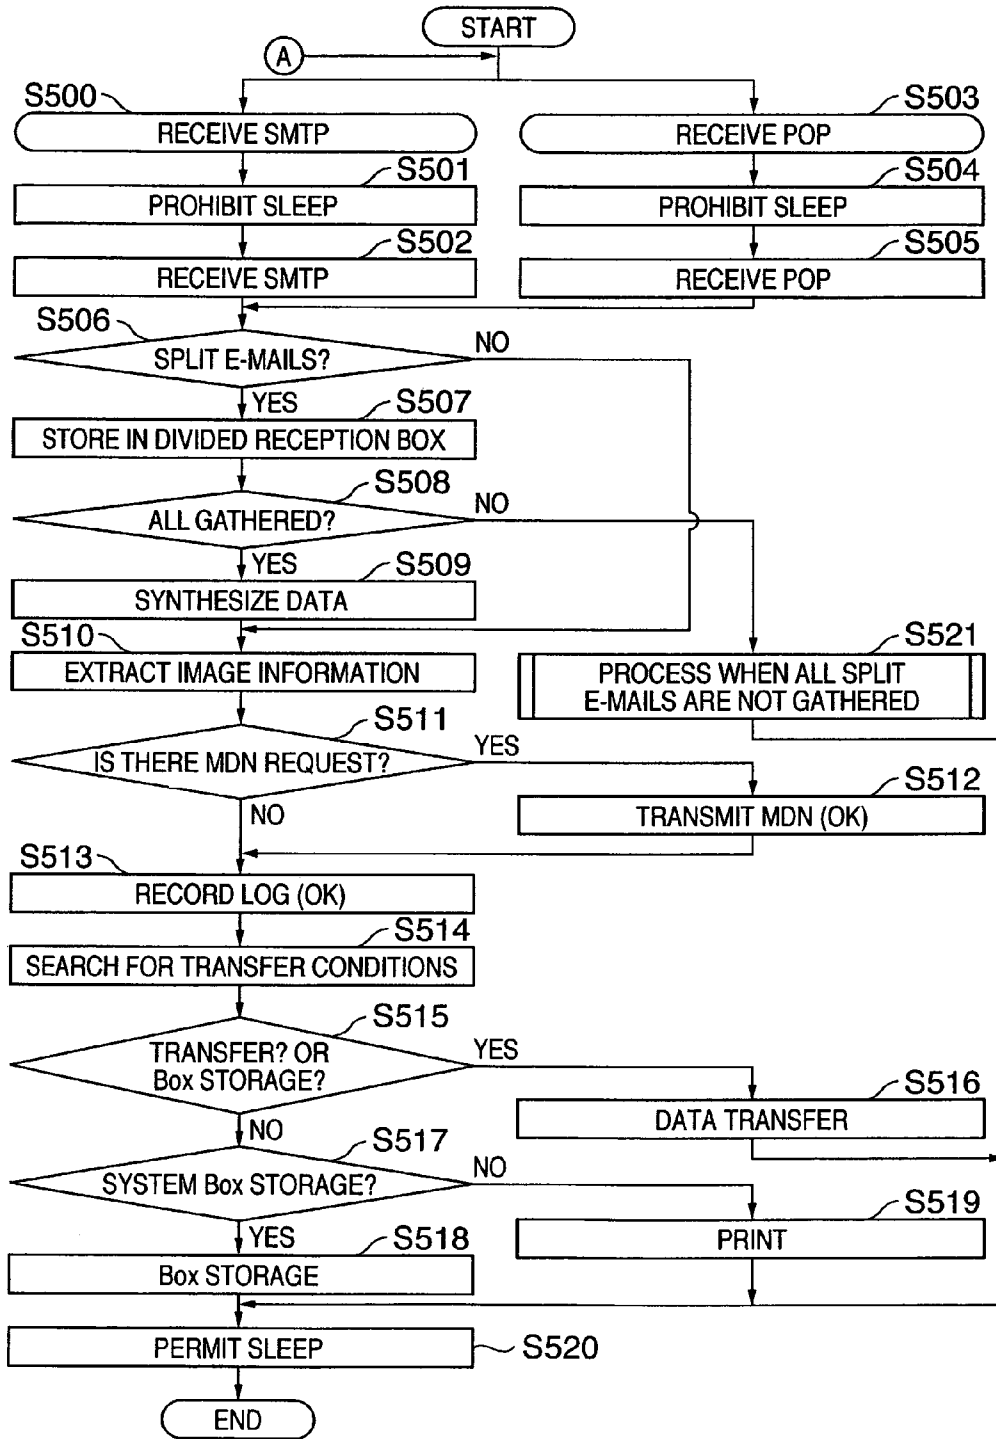 START
A
S500
RECEIVE SMTP
S503
RECEIVE POP
S501
PROHIBIT SLEEP
S504
PROHIBIT SLEEP
S502
RECEIVE SMTP
S505
RECEIVE POP
S506
SPLIT E-MAILS?
NO
YES
S507
STORE IN DIVIDED RECEPTION BOX
S508
ALL GATHERED?
NO
YES
S509
SYNTHESIZE DATA
S510
EXTRACT IMAGE INFORMATION
S521
PROCESS WHEN ALL SPLIT
E-MAILS ARE NOT GATHERED
S511
IS THERE MDN REQUEST?
YES
NO
S512
TRANSMIT MDN (OK)
S513
RECORD LOG (OK)
S514
SEARCH FOR TRANSFER CONDITIONS
S515
TRANSFER? OR
Box STORAGE?
YES
NO
S516
DATA TRANSFER
S517
SYSTEM Box STORAGE?
NO
YES
S519
PRINT
S518
Box STORAGE
PERMIT SLEEP
S520
END